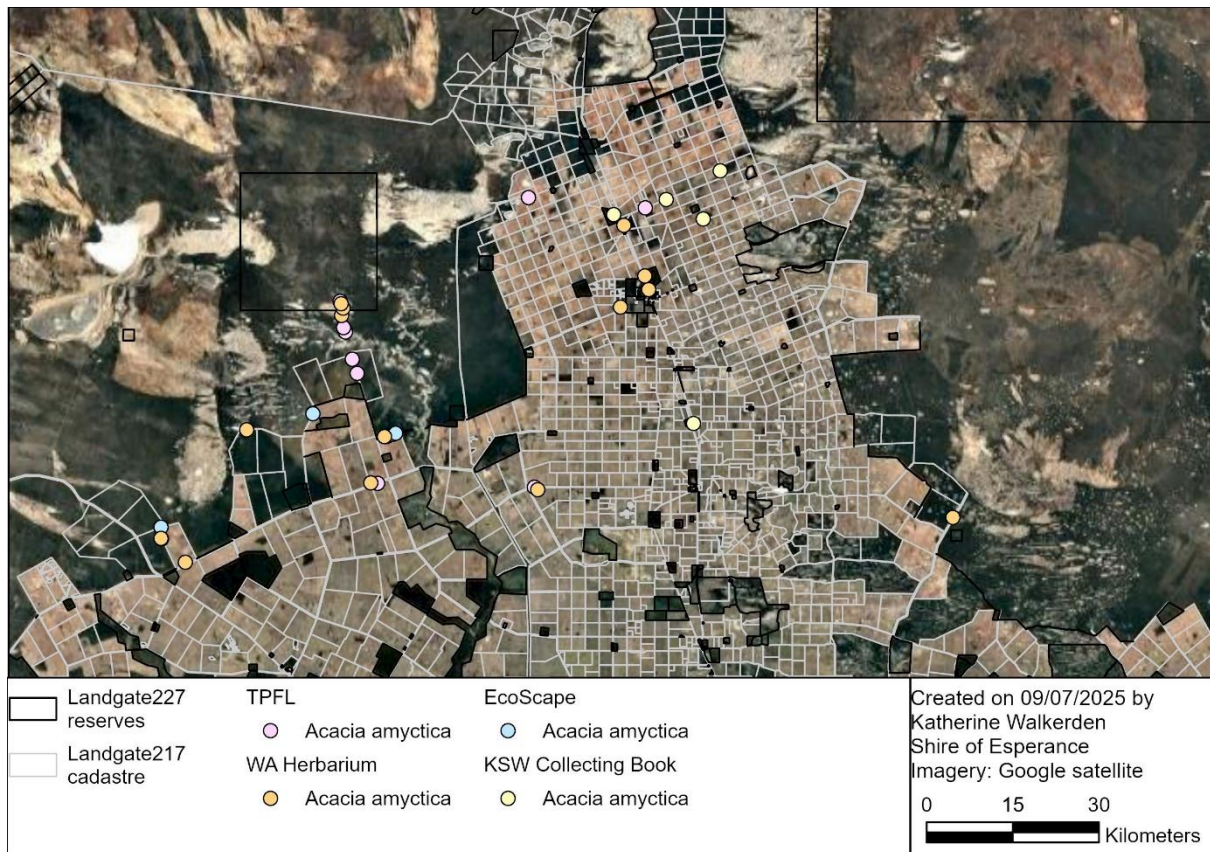 Landgate227
reserves
Landgate217
cadastre
TPFL
Acacia amyctica
WA Herbarium
Acacia amyctica
EcoScape
Acacia amyctica
KSW Collecting Book
Acacia amyctica
Created on 09/07/2025 by
Katherine Walkerden
Shire of Esperance
Imagery: Google satellite
0 15 30
Kilometers